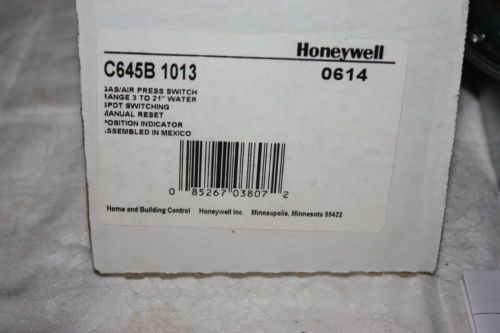 Honeywell
C645B 1013
0614
GAS/AIR PRESS SWITCH
RANGE 3 TO 21" WATER
SPDT SWITCHING
MANUAL RESET
POSITION INDICATOR
ASSEMBLED IN MEXICO
0 85267 03807 2
Home and Building Control Honeywell Inc. Minneapolis, Minnesota 55422